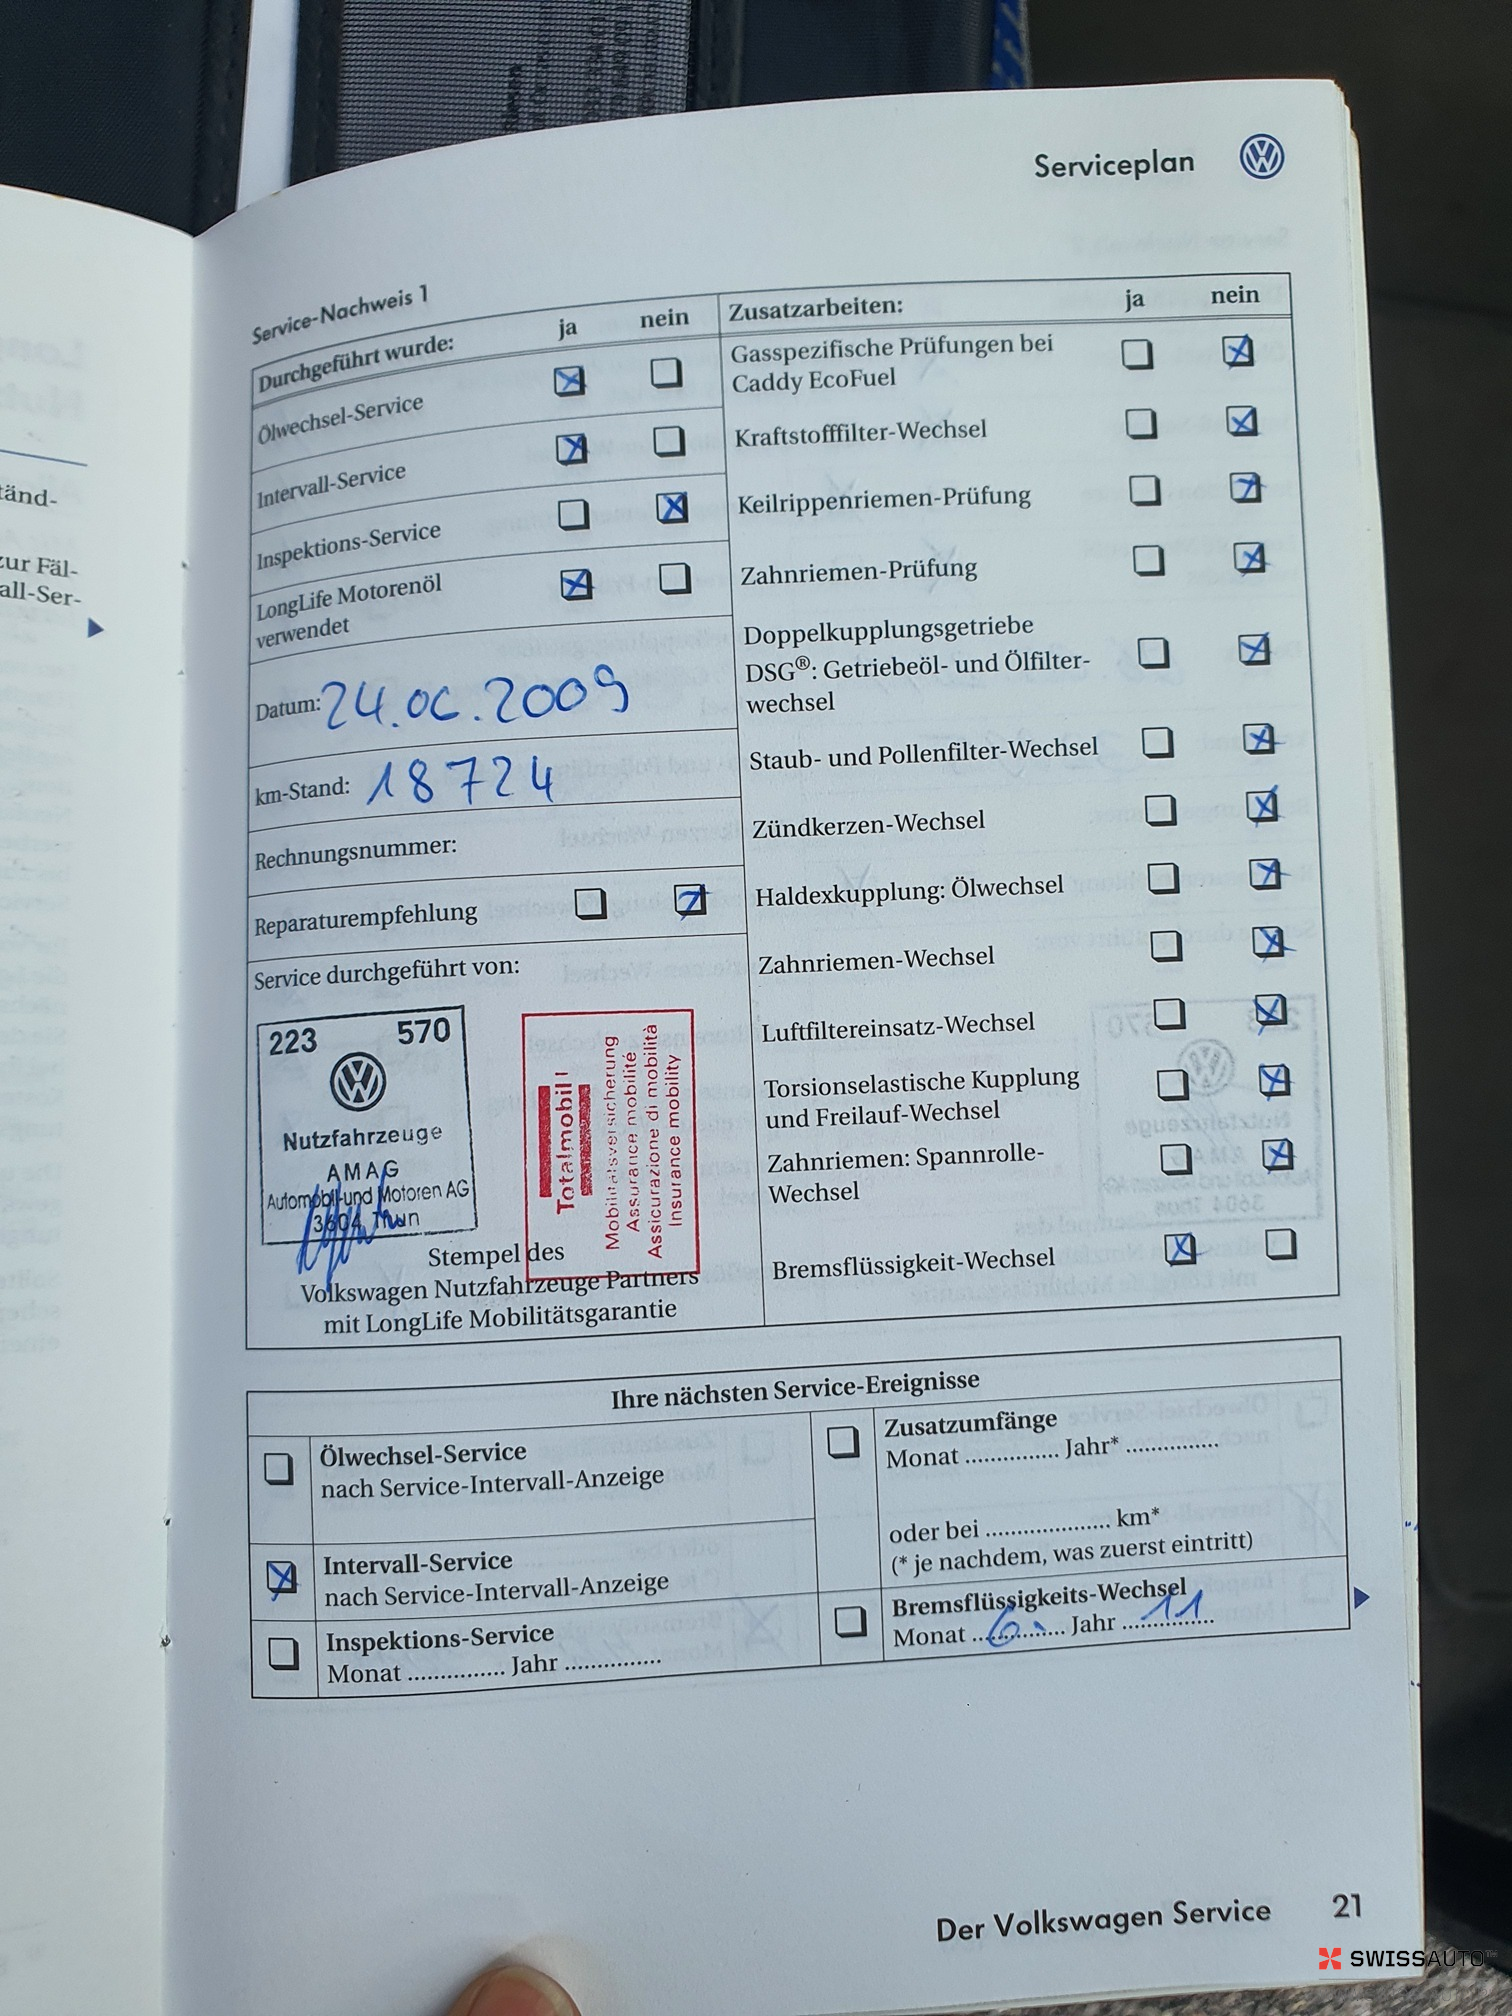 Serviceplan
Service-Nachweis 1
Durchgeführt wurde: ja nein
Ölwechsel-Service
Intervall-Service
Inspektions-Service
LongLife Motorenöl
verwendet
Datum: 24.06.2009
km-Stand: 18724
Rechnungsnummer:
Reparaturempfehlung
Service durchgeführt von:
223 570
Nutzfahrzeuge
AMAG
Automobil- und Motoren AG
3604 Thun
Totalmobil!
Mobilitätsversicherung
Assurance mobilité
Assicurazione di mobilità
Insurance mobility
Stempel des
Volkswagen Nutzfahrzeuge Partners
mit LongLife Mobilitätsgarantie
Zusatzarbeiten: ja nein
Gasspezifische Prüfungen bei
Caddy EcoFuel
Kraftstofffilter-Wechsel
Keilrippenriemen-Prüfung
Zahnriemen-Prüfung
Doppelkupplungsgetriebe
DSG®: Getriebeöl- und Ölfilter-
wechsel
Staub- und Pollenfilter-Wechsel
Zündkerzen-Wechsel
Haldexkupplung: Ölwechsel
Zahnriemen-Wechsel
Luftfiltereinsatz-Wechsel
Torsionselastische Kupplung
und Freilauf-Wechsel
Zahnriemen: Spannrolle-
Wechsel
Bremsflüssigkeit-Wechsel
Ihre nächsten Service-Ereignisse
Ölwechsel-Service
nach Service-Intervall-Anzeige
Intervall-Service
nach Service-Intervall-Anzeige
Inspektions-Service
Monat ............... Jahr ...............
Zusatzumfänge
Monat ............... Jahr* ...............
oder bei .................... km*
(* je nachdem, was zuerst eintritt)
Bremsflüssigkeits-Wechsel
Monat 6. Jahr 11
Der Volkswagen Service 21
SWISSAUTO
tänd-
zur Fäl-
all-Ser-